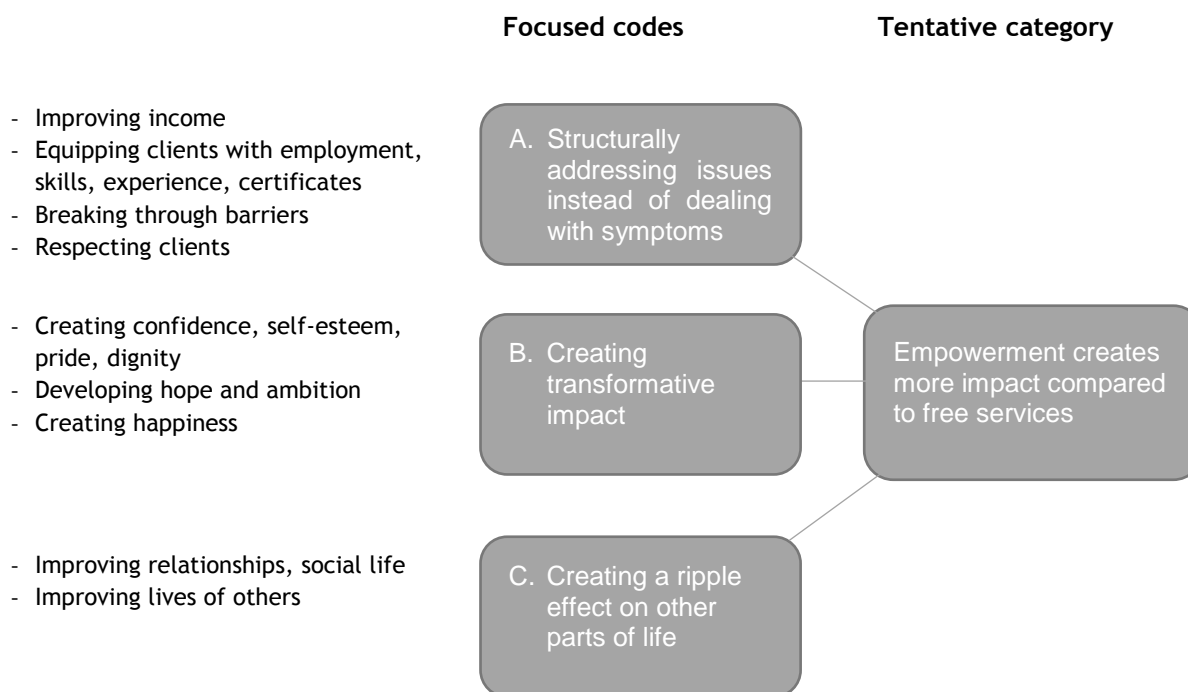 Focused codes
Tentative category
- Improving income
- Equipping clients with employment,
skills, experience, certificates
- Breaking through barriers
- Respecting clients
A. Structurally
addressing issues
instead of dealing
with symptoms
- Creating confidence, self-esteem,
pride, dignity
- Developing hope and ambition
- Creating happiness
B. Creating
transformative
impact
Empowerment creates
more impact compared
to free services
- Improving relationships, social life
- Improving lives of others
C. Creating a ripple
effect on other
parts of life